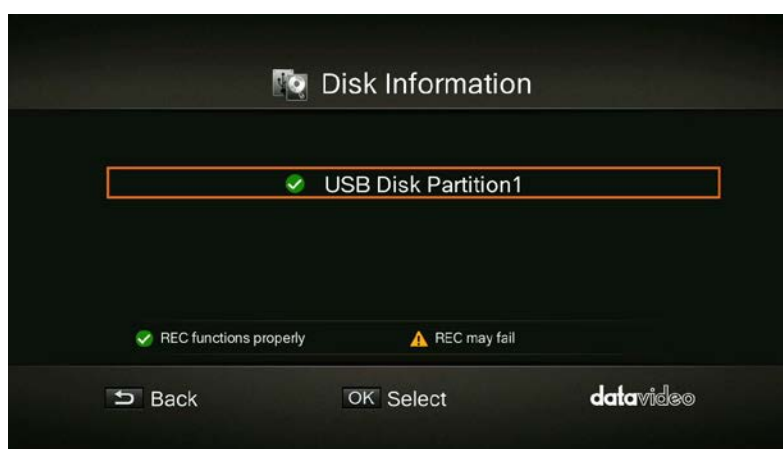 Disk Information
USB Disk Partition1
REC functions properly REC may fail
Back OK Select datavideo